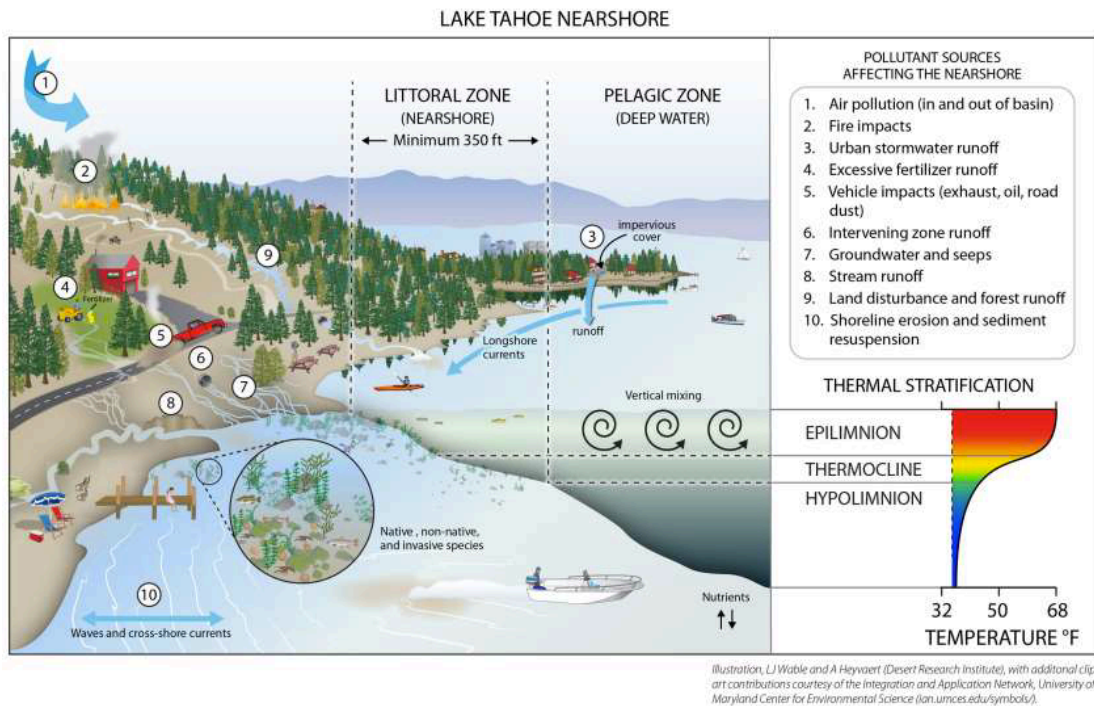 LAKE TAHOE NEARSHORE
1
2
3
4
Fertilizer
5
6
7
8
9
10
LITTORAL ZONE
(NEARSHORE)
Minimum 350 ft
PELAGIC ZONE
(DEEP WATER)
impervious
cover
runoff
Longshore
currents
Vertical mixing
Native , non-native,
and invasive species
Waves and cross-shore currents
Nutrients
POLLUTANT SOURCES
AFFECTING THE NEARSHORE
1. Air pollution (in and out of basin)
2. Fire impacts
3. Urban stormwater runoff
4. Excessive fertilizer runoff
5. Vehicle impacts (exhaust, oil, road
dust)
6. Intervening zone runoff
7. Groundwater and seeps
8. Stream runoff
9. Land disturbance and forest runoff
10. Shoreline erosion and sediment
resuspension
THERMAL STRATIFICATION
32 50 68
EPILIMNION
THERMOCLINE
HYPOLIMNION
32 50 68
TEMPERATURE °F
Illustration, LJ Wable and A Heyvaert (Desert Research Institute), with additonal clip
art contributions courtesy of the Integration and Application Network, University of
Maryland Center for Environmental Science (ian.umces.edu/symbols/).